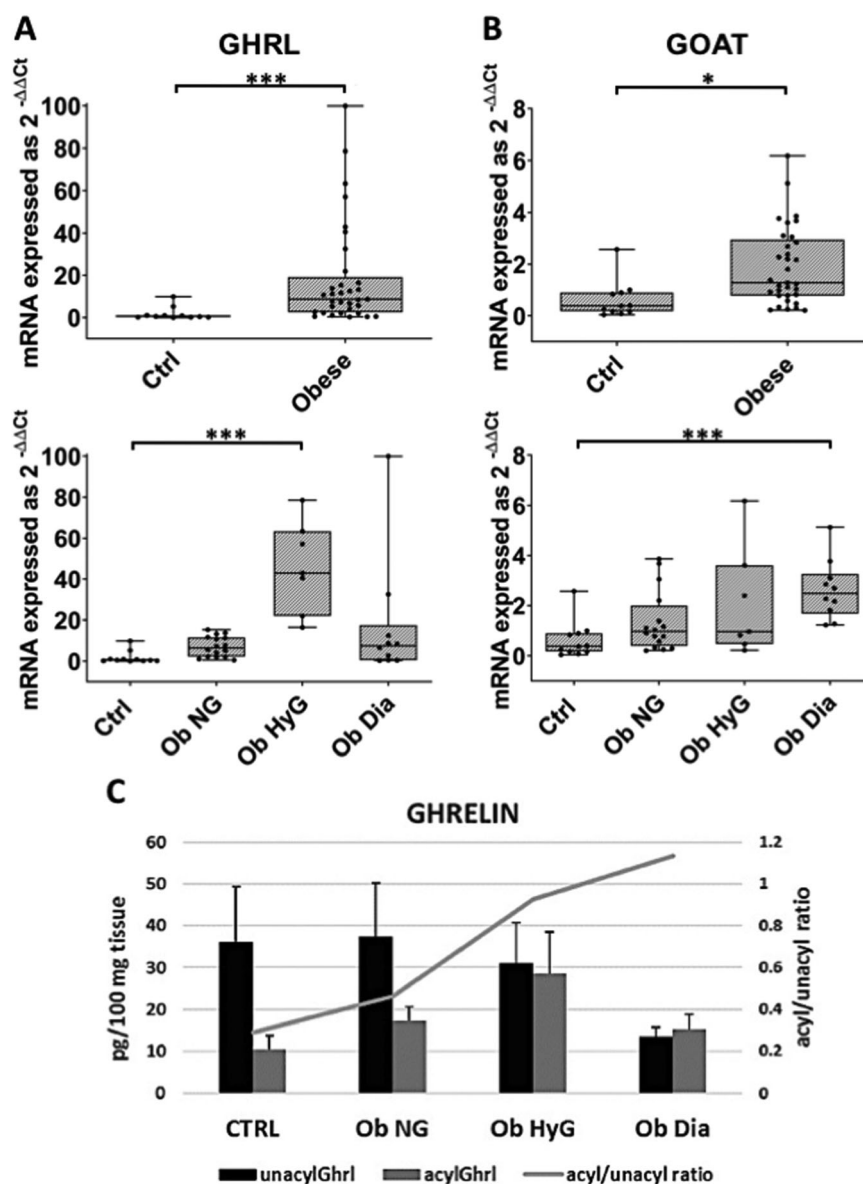 A
GHRL
mRNA expressed as 2 -ΔΔCt
***
100
80
60
40
20
0
Ctrl
Obese
B
GOAT
mRNA expressed as 2 -ΔΔCt
*
8
6
4
2
0
Ctrl
Obese
mRNA expressed as 2 -ΔΔCt
***
100
80
60
40
20
0
Ctrl
Ob NG
Ob HyG
Ob Dia
mRNA expressed as 2 -ΔΔCt
***
8
6
4
2
0
Ctrl
Ob NG
Ob HyG
Ob Dia
C
GHRELIN
pg/100 mg tissue
60
50
40
30
20
10
0
1.2
1
0.8
0.6
0.4
0.2
0
acyl/unacyl ratio
CTRL Ob NG Ob HyG Ob Dia
unacylGhrl acylGhrl acyl/unacyl ratio